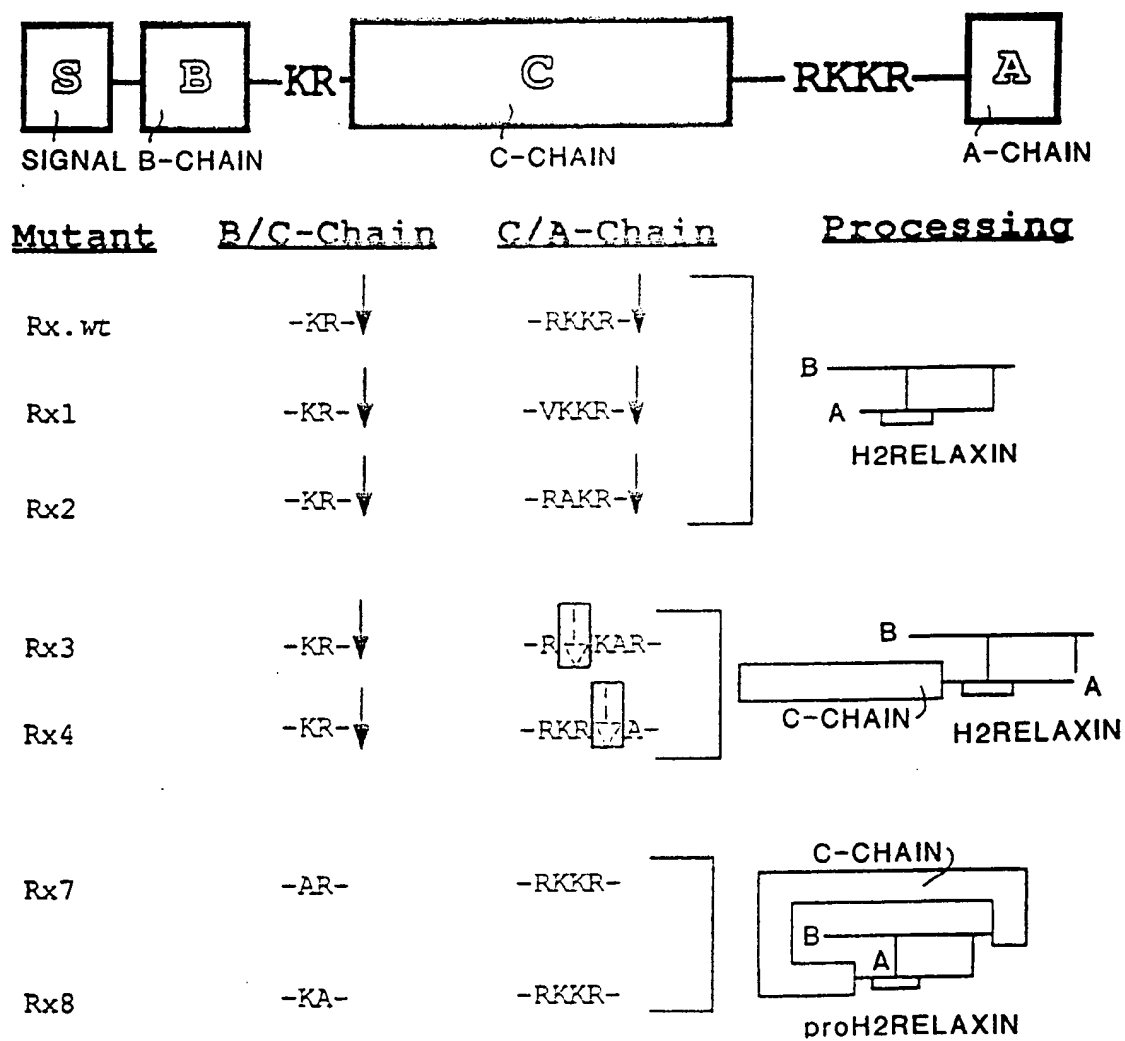 S B KR C RKKR A
SIGNAL B-CHAIN C-CHAIN A-CHAIN
Mutant B/C-Chain C/A-Chain Processing
Rx.wt -KR- -RKKR-
B
Rx1 -KR- -VKKR-
A
H2RELAXIN
Rx2 -KR- -RAKR-
Rx3 -KR- -R KAR-
B
A
C-CHAIN H2RELAXIN
Rx4 -KR- -RKR A-
C-CHAIN
Rx7 -AR- -RKKR-
B
A
Rx8 -KA- -RKKR-
proH2RELAXIN